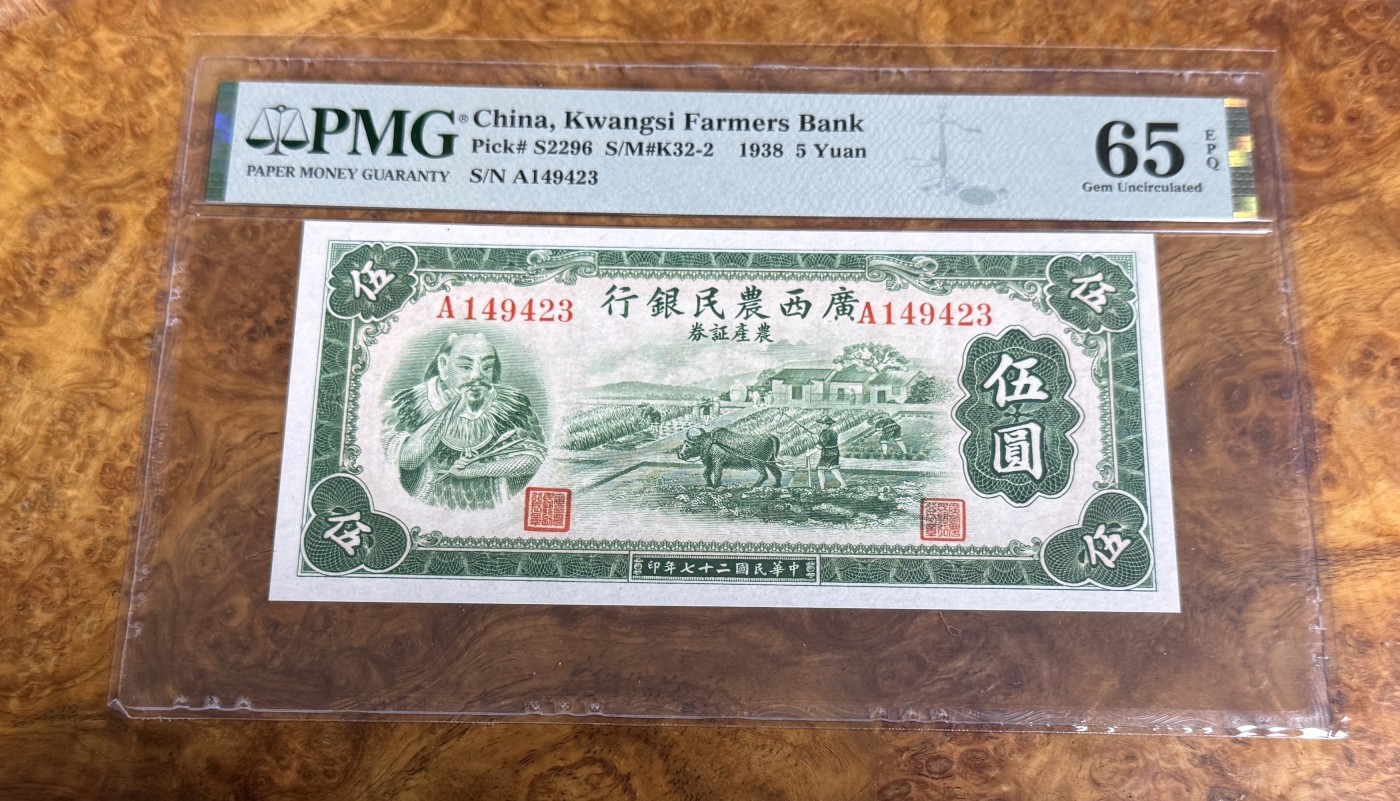 PMG® China, Kwangsi Farmers Bank
Pick# S2296 S/M#K32-2 1938 5 Yuan
PAPER MONEY GUARANTY S/N A149423
65 EPQ
Gem Uncirculated
伍 伍
A149423 行銀民農西廣 A149423
券証産農
伍圓
伍 伍
印年七十二國民華中